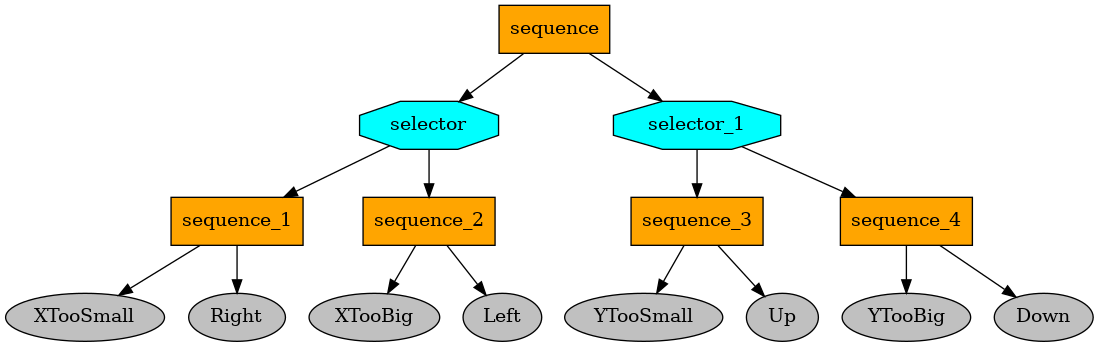 sequence
selector
selector_1
sequence_1
sequence_2
sequence_3
sequence_4
XTooSmall
Right
XTooBig
Left
YTooSmall
Up
YTooBig
Down